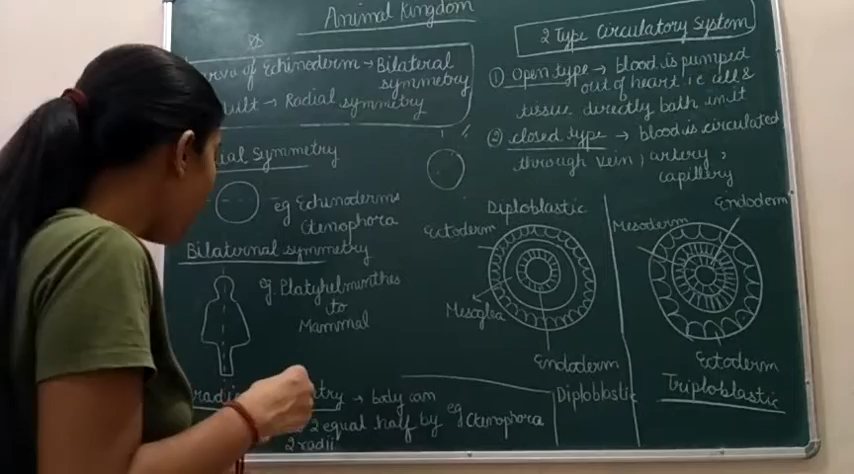 Animal Kingdom
of Echinoderm → Bilateral
symmetry
→ Radial symmetry
symmetry
eg Echinoderms
Ctenophora
Bilaternal symmetry
eg. Platyhelminthes
to
Mammal
→ body can
2 equal half by
2 radii
eg Ctenophora
2 Type Circulatory System
① Open type → blood is pumped
out of heart i.e cell &
tissue directly bath in it
② closed type → blood is circulated
through vein, artery,
capillary
Diploblastic
Ectoderm
Mesoglea
Endoderm
Diploblastic
Endoderm
Mesoderm
Ectoderm
Triploblastic